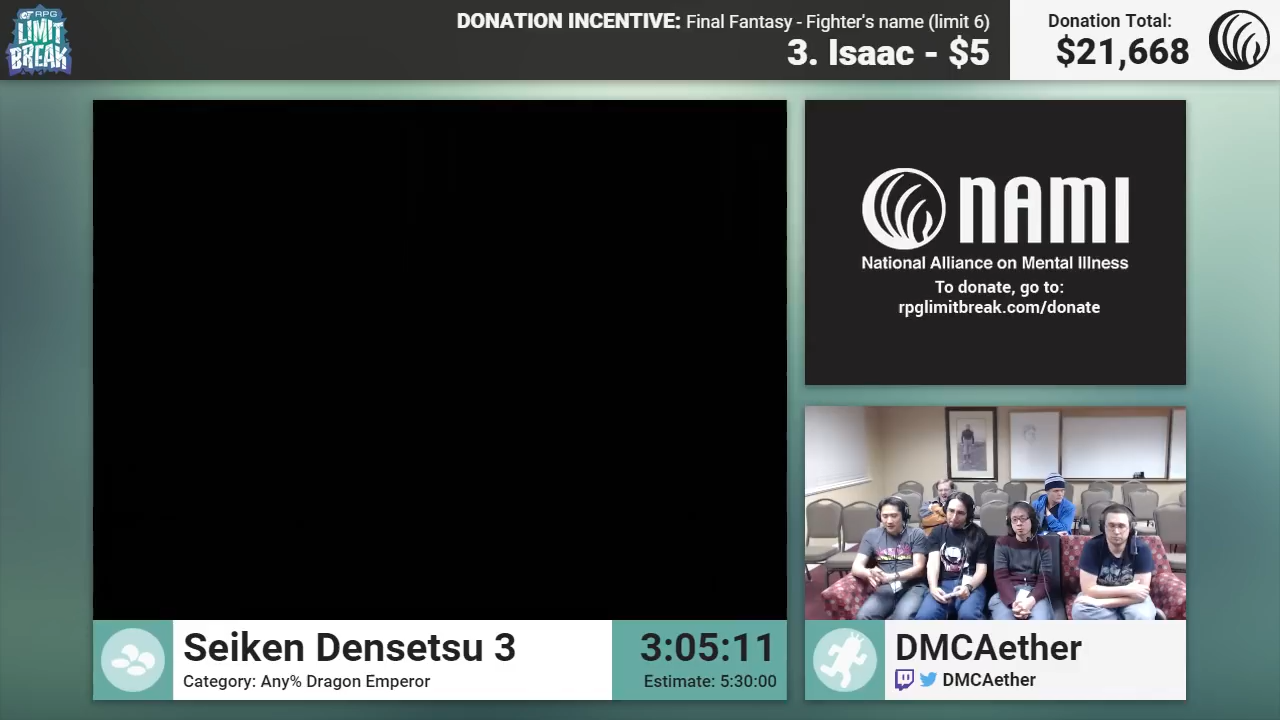 RPG
LIMIT
BREAK
DONATION INCENTIVE: Final Fantasy - Fighter's name (limit 6)
3. Isaac - $5
Donation Total:
$21,668
NAMI
National Alliance on Mental Illness
To donate, go to:
rpglimitbreak.com/donate
Seiken Densetsu 3
Category: Any% Dragon Emperor
3:05:11
Estimate: 5:30:00
DMCAether
DMCAether